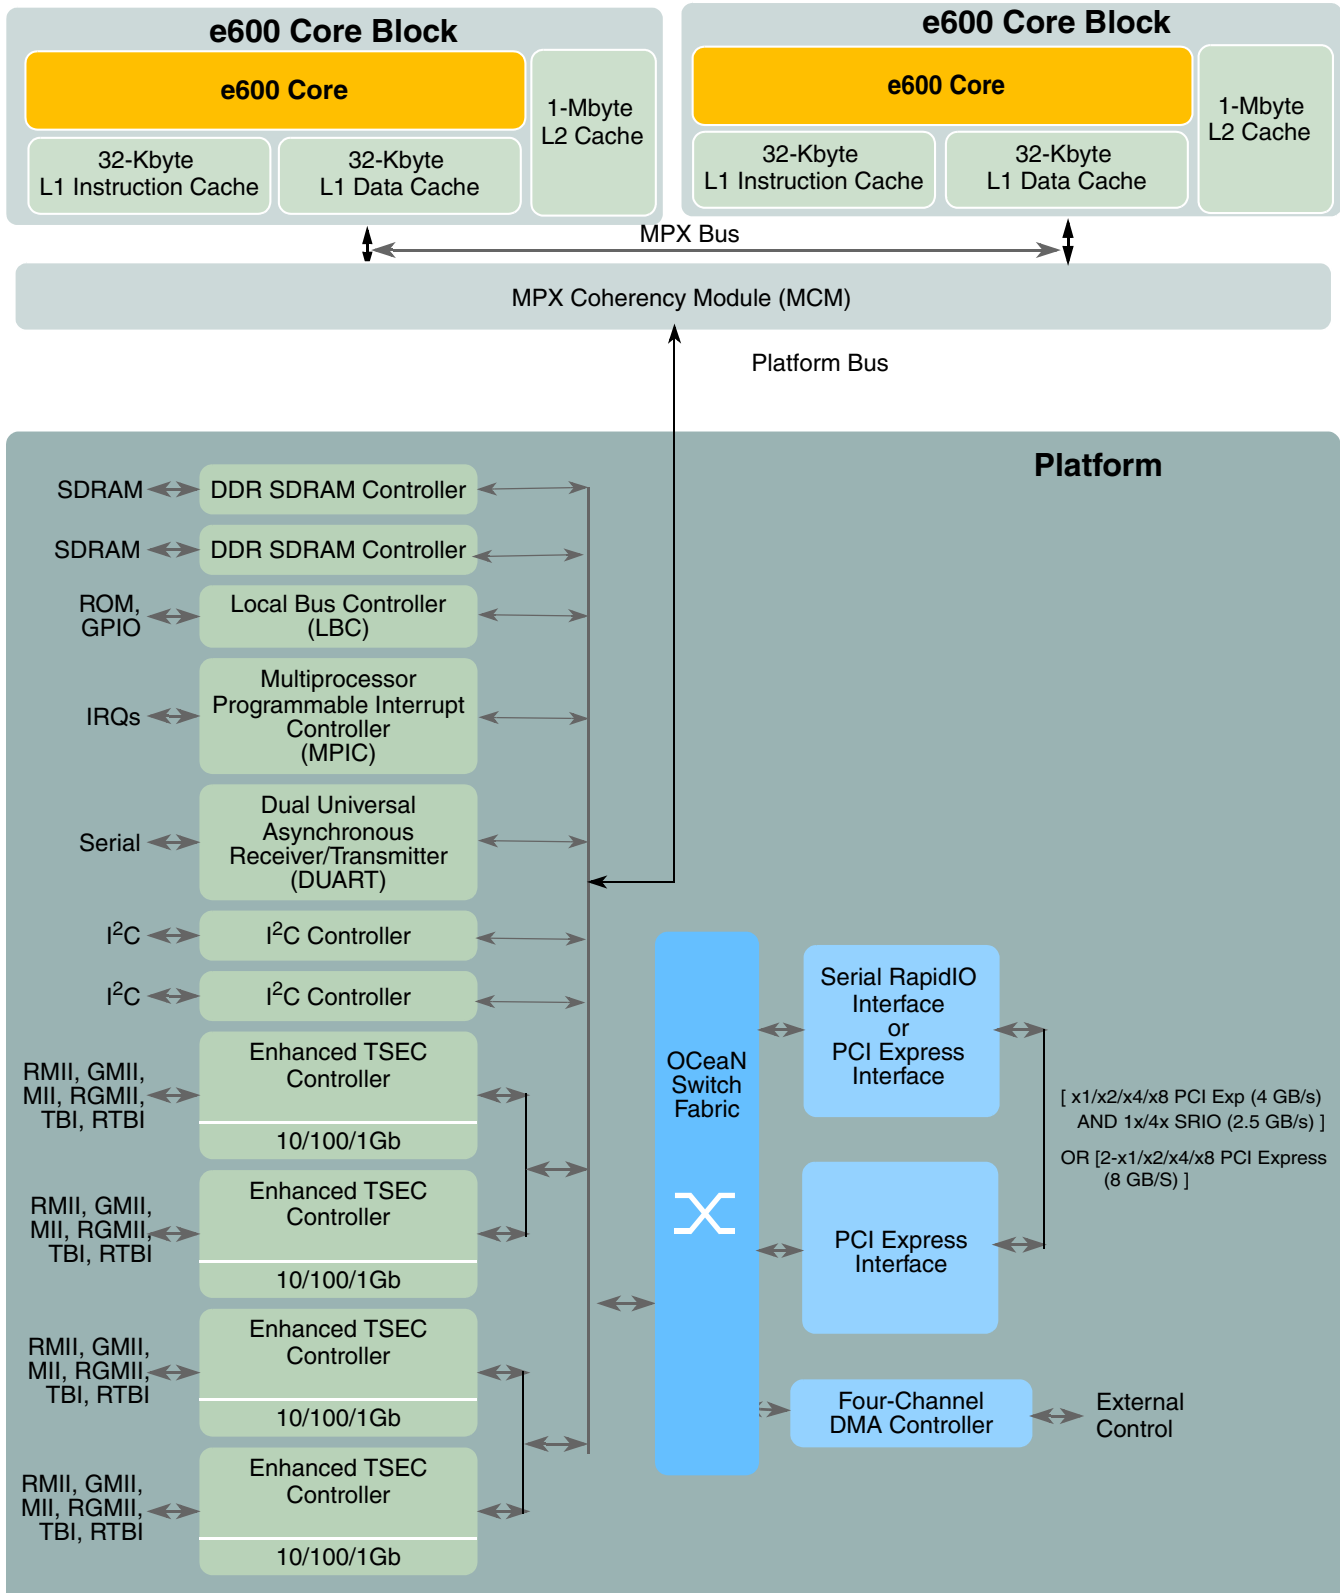 e600 Core Block
e600 Core
32-Kbyte
L1 Instruction Cache
32-Kbyte
L1 Data Cache
1-Mbyte
L2 Cache
e600 Core Block
e600 Core
32-Kbyte
L1 Instruction Cache
32-Kbyte
L1 Data Cache
1-Mbyte
L2 Cache
MPX Bus
MPX Coherency Module (MCM)
Platform Bus
Platform
SDRAM
DDR SDRAM Controller
SDRAM
DDR SDRAM Controller
ROM,
GPIO
Local Bus Controller
(LBC)
IRQs
Multiprocessor
Programmable Interrupt
Controller
(MPIC)
Serial
Dual Universal
Asynchronous
Receiver/Transmitter
(DUART)
I²C
I²C Controller
I²C
I²C Controller
RMII, GMII,
MII, RGMII,
TBI, RTBI
Enhanced TSEC
Controller
10/100/1Gb
RMII, GMII,
MII, RGMII,
TBI, RTBI
Enhanced TSEC
Controller
10/100/1Gb
RMII, GMII,
MII, RGMII,
TBI, RTBI
Enhanced TSEC
Controller
10/100/1Gb
RMII, GMII,
MII, RGMII,
TBI, RTBI
Enhanced TSEC
Controller
10/100/1Gb
OCeaN
Switch
Fabric
Serial RapidIO
Interface
or
PCI Express
Interface
PCI Express
Interface
[ x1/x2/x4/x8 PCI Exp (4 GB/s)
AND 1x/4x SRIO (2.5 GB/s) ]
OR [2-x1/x2/x4/x8 PCI Express
(8 GB/S) ]
Four-Channel
DMA Controller
External
Control